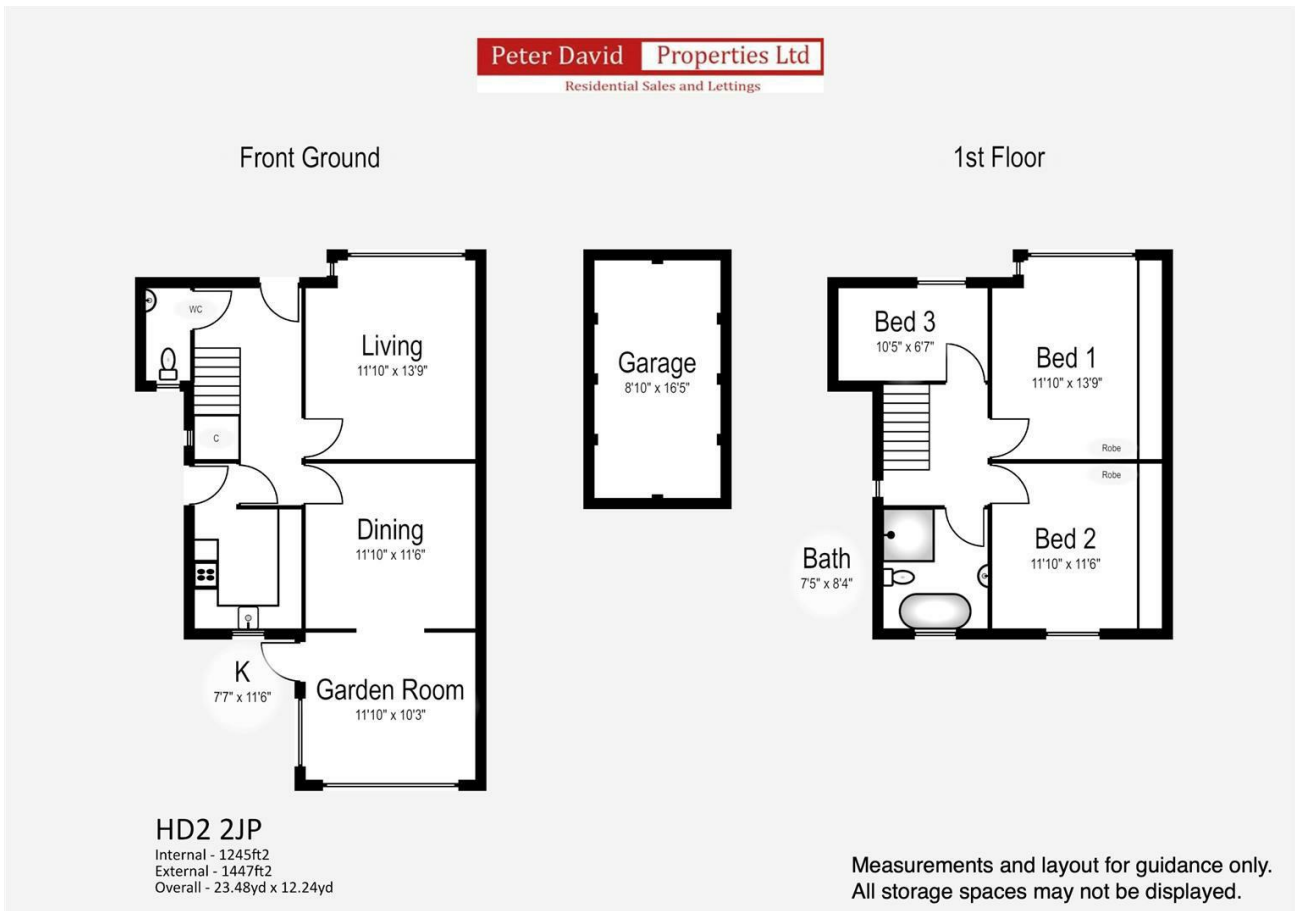 Peter David Properties Ltd
Residential Sales and Lettings
Front Ground
1st Floor
WC
Living
11'10" x 13'9"
C
Dining
11'10" x 11'6"
K
7'7" x 11'6"
Garden Room
11'10" x 10'3"
Garage
8'10" x 16'5"
Bed 3
10'5" x 6'7"
Bed 1
11'10" x 13'9"
Robe
Robe
Bed 2
11'10" x 11'6"
Bath
7'5" x 8'4"
HD2 2JP
Internal - 1245ft2
External - 1447ft2
Overall - 23.48yd x 12.24yd
Measurements and layout for guidance only.
All storage spaces may not be displayed.